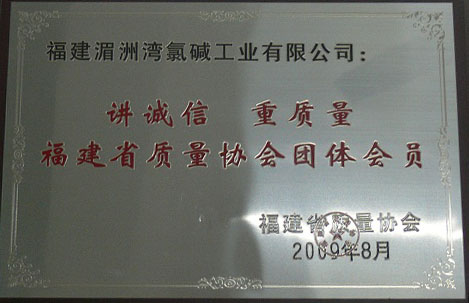 福建湄洲湾氯碱工业有限公司：
讲诚信 重质量
福建省质量协会团体会员
福建省质量协会
2009年8月